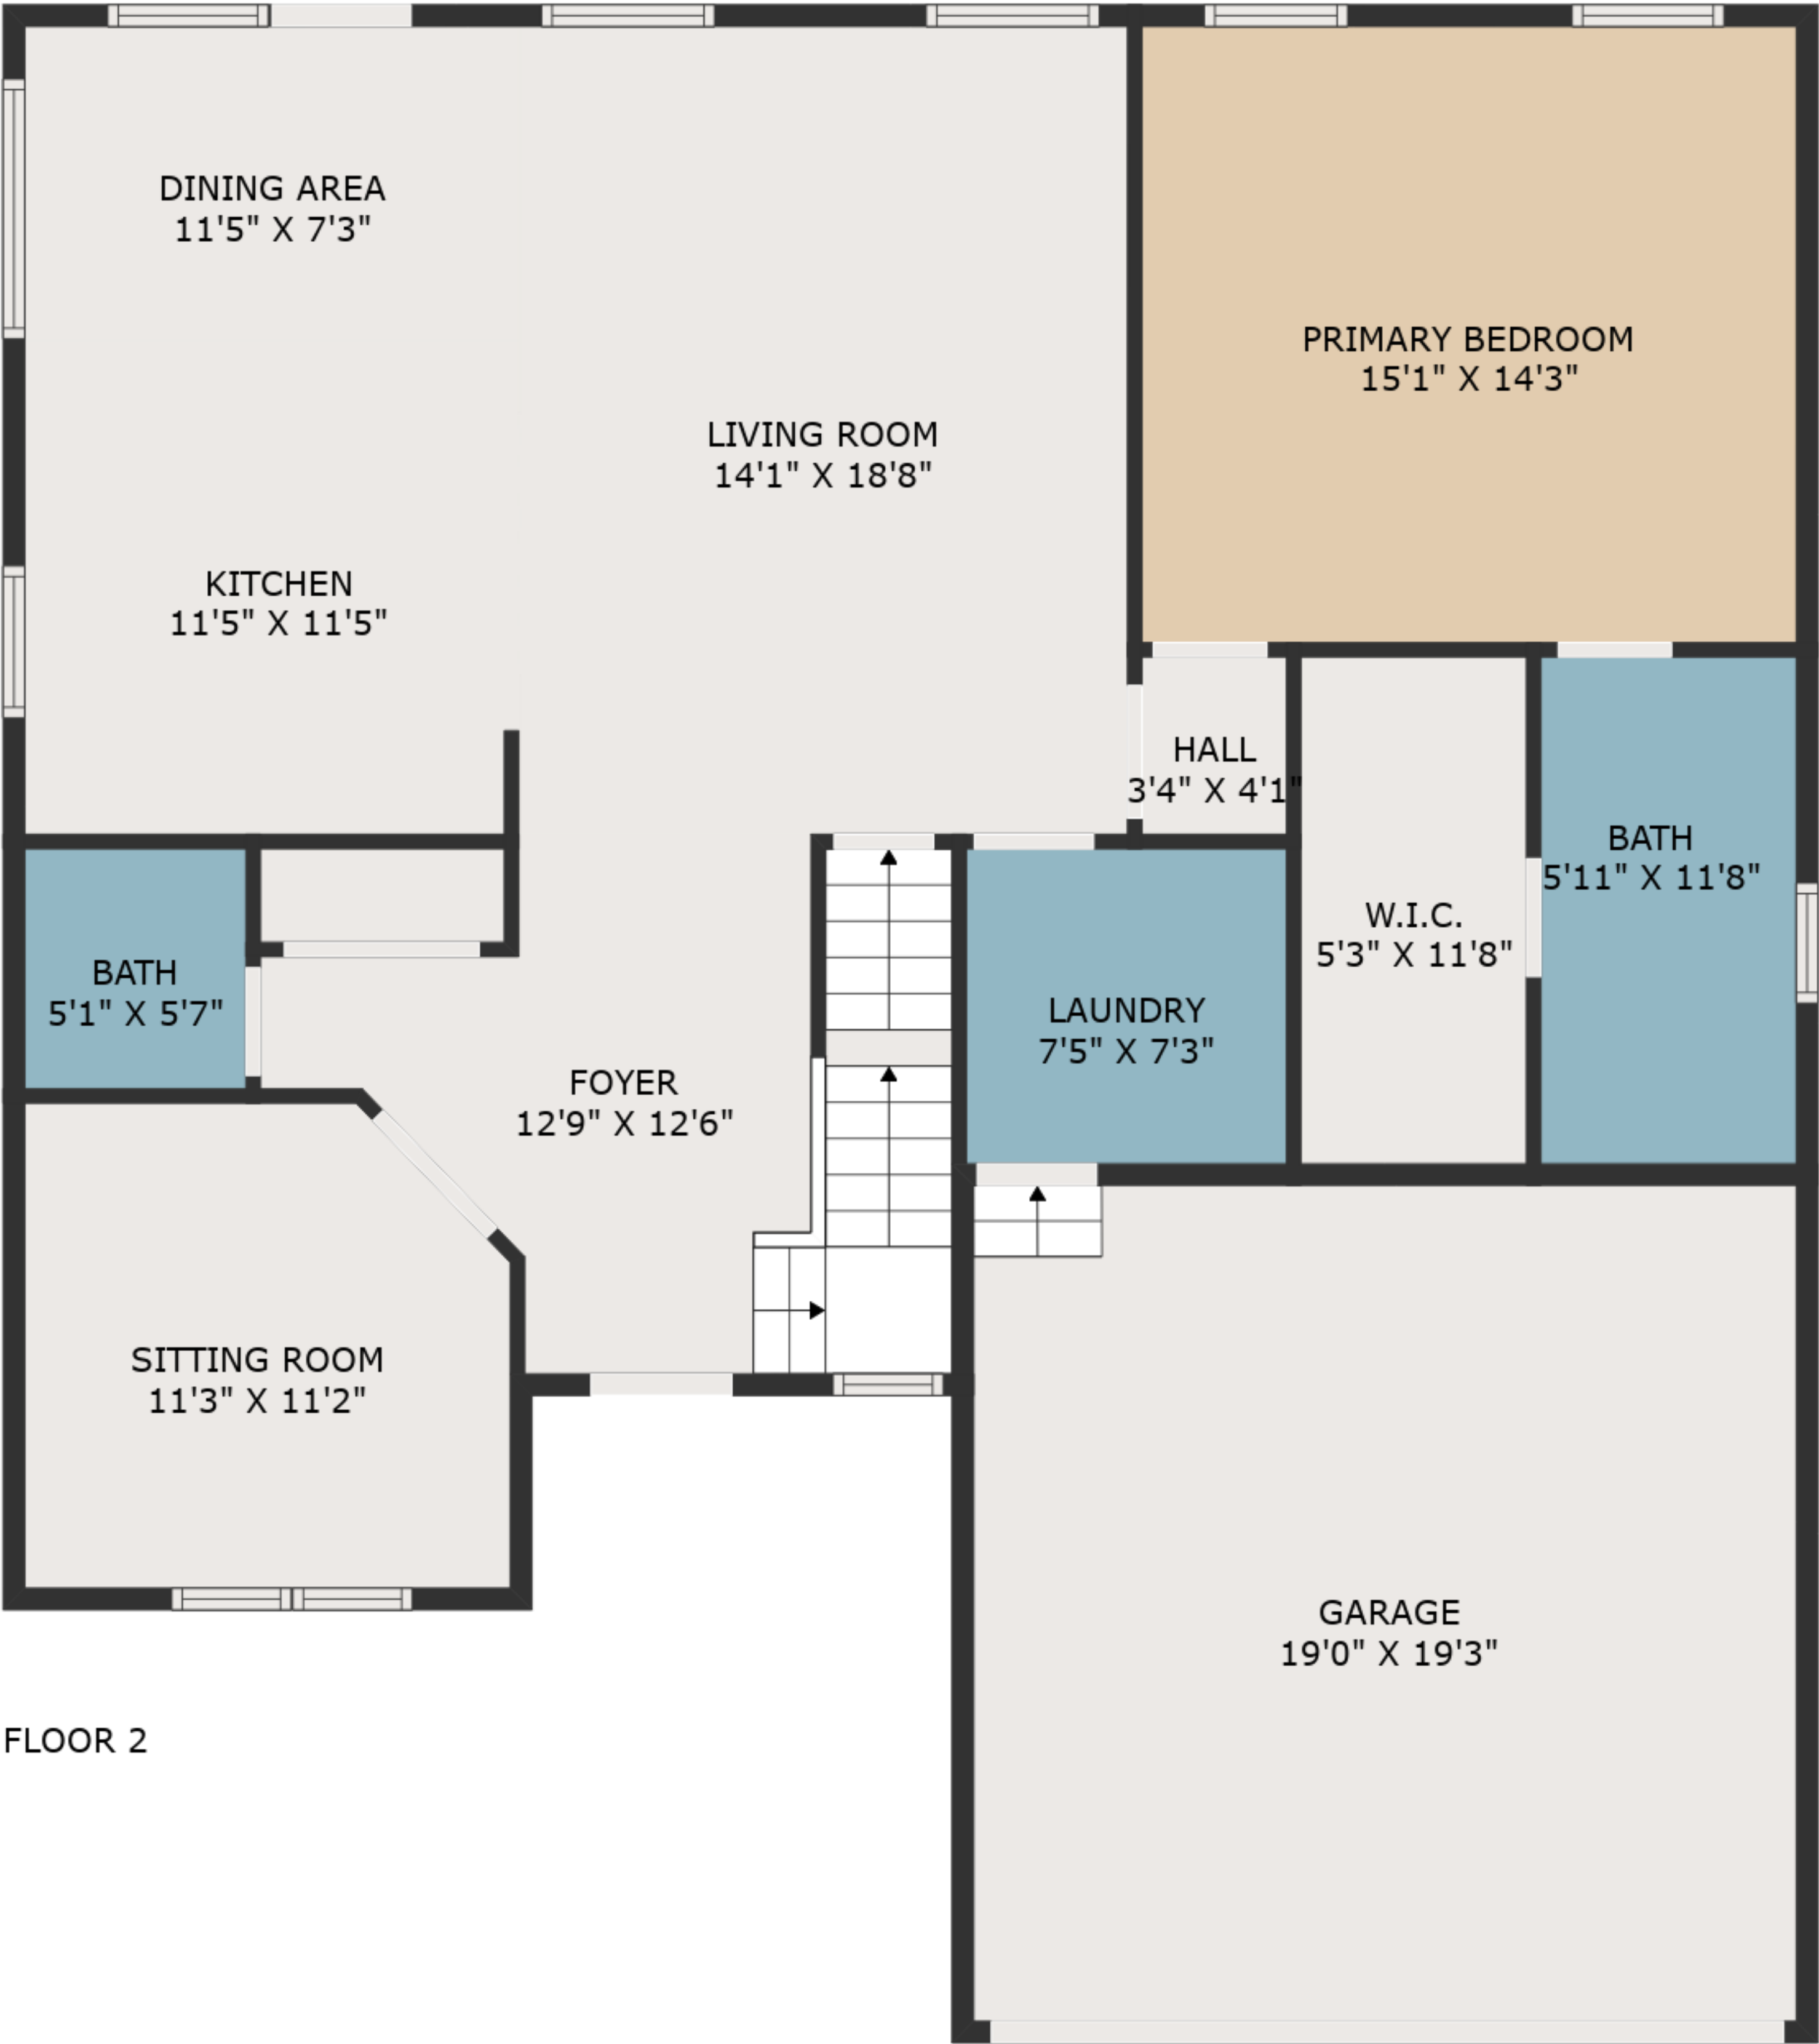 DINING AREA
11'5" X 7'3"
PRIMARY BEDROOM
15'1" X 14'3"
LIVING ROOM
14'1" X 18'8"
KITCHEN
11'5" X 11'5"
HALL
3'4" X 4'1"
BATH
5'11" X 11'8"
W.I.C.
5'3" X 11'8"
BATH
5'1" X 5'7"
LAUNDRY
7'5" X 7'3"
FOYER
12'9" X 12'6"
SITTING ROOM
11'3" X 11'2"
GARAGE
19'0" X 19'3"
FLOOR 2